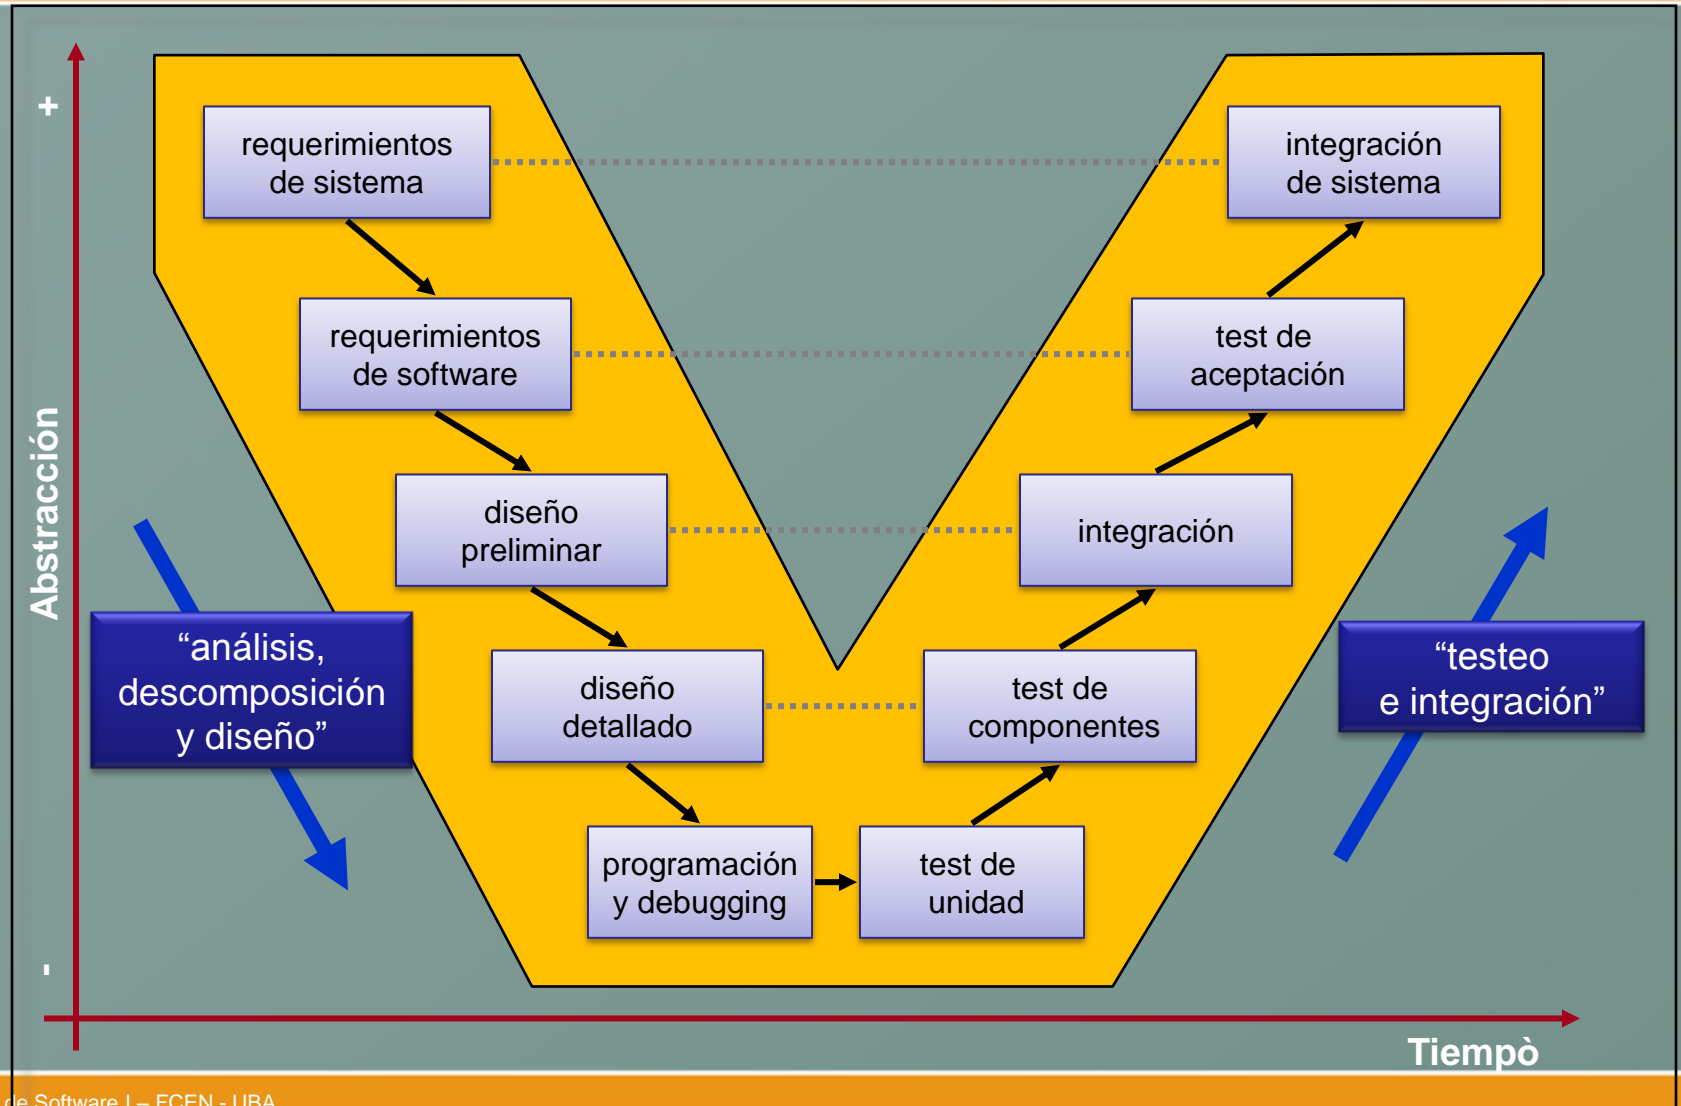 +
Abstracción
-
requerimientos
de sistema
requerimientos
de software
diseño
preliminar
diseño
detallado
programación
y debugging
test de
unidad
test de
componentes
integración
test de
aceptación
integración
de sistema
“análisis,
descomposición
y diseño”
“testeo
e integración”
Tiempò
de Software I – FCEN - UBA